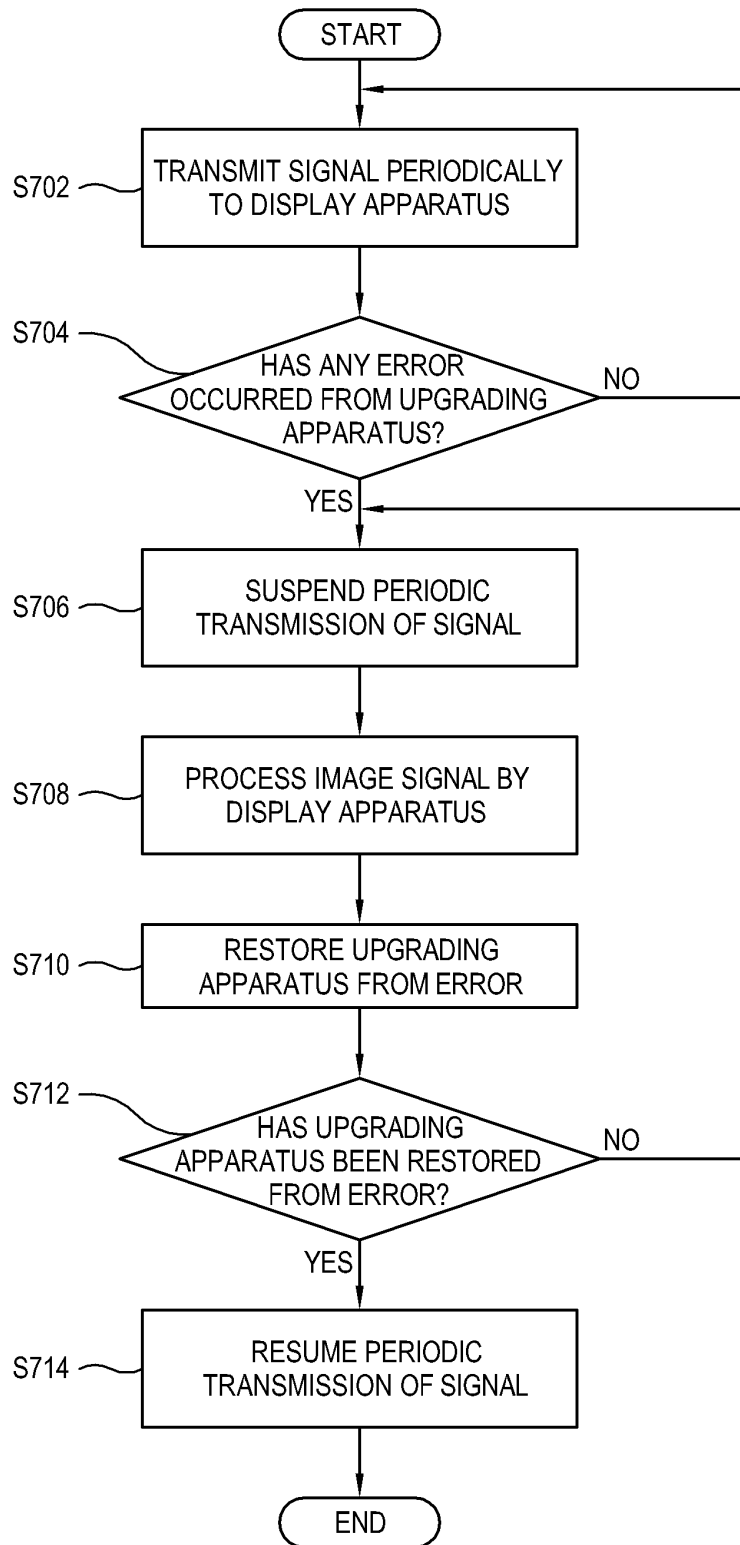 START
S702
TRANSMIT SIGNAL PERIODICALLY
TO DISPLAY APPARATUS
S704
HAS ANY ERROR
OCCURRED FROM UPGRADING
APPARATUS?
NO
YES
S706
SUSPEND PERIODIC
TRANSMISSION OF SIGNAL
S708
PROCESS IMAGE SIGNAL BY
DISPLAY APPARATUS
S710
RESTORE UPGRADING
APPARATUS FROM ERROR
S712
HAS UPGRADING
APPARATUS BEEN RESTORED
FROM ERROR?
NO
YES
S714
RESUME PERIODIC
TRANSMISSION OF SIGNAL
END